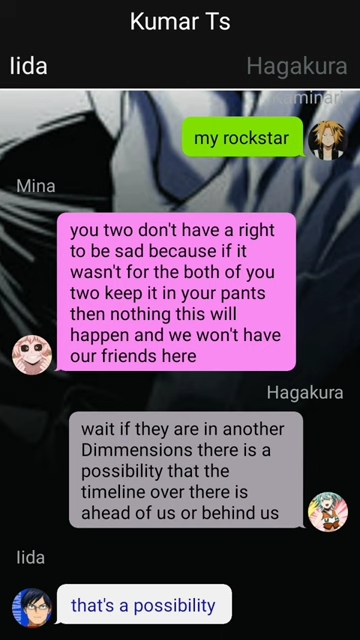 Kumar Ts
Iida
Hagakura
Kaminari
my rockstar
Mina
you two don't have a right
to be sad because if it
wasn't for the both of you
two keep it in your pants
then nothing this will
happen and we won't have
our friends here
Hagakura
wait if they are in another
Dimmensions there is a
possibility that the
timeline over there is
ahead of us or behind us
Iida
that's a possibility